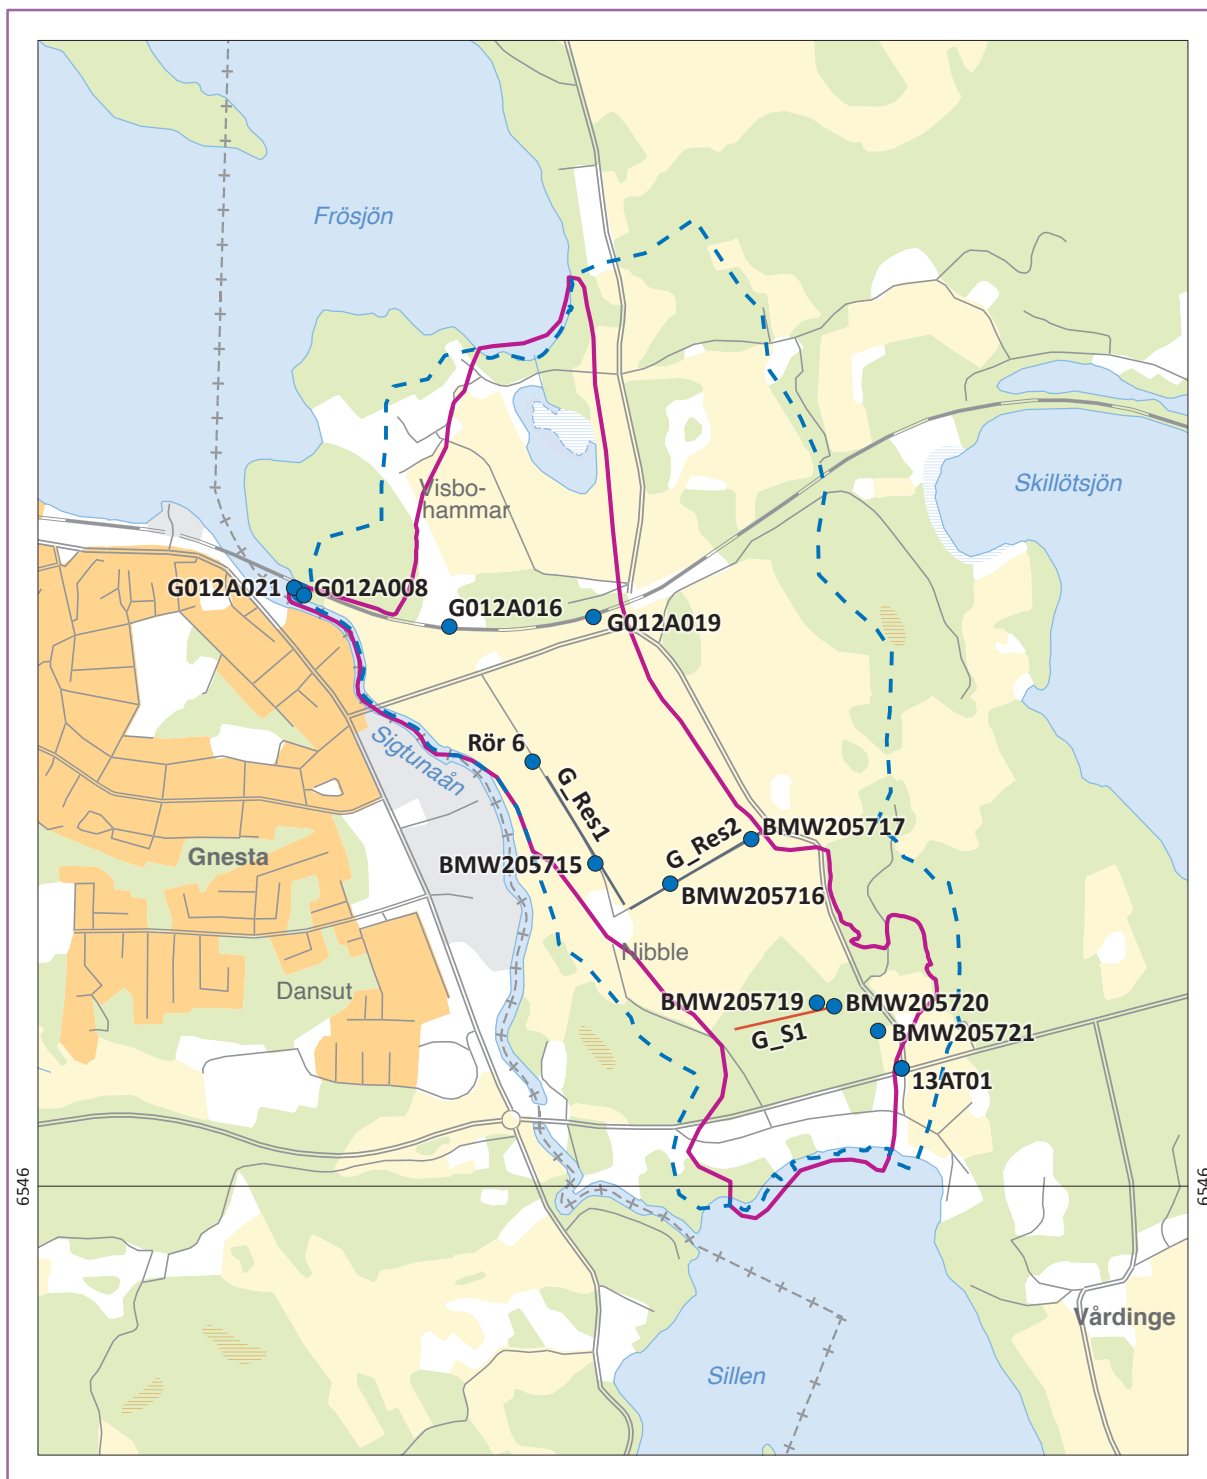 Frösjön
Skillötsjön
Visbo-
hammar
G012A021
G012A008
G012A016
G012A019
Sigtunaån
Rör 6
G_Res1
G_Res2
BMW205717
Gnesta
BMW205715
BMW205716
Nibble
Dansut
BMW205719
BMW205720
G_S1
BMW205721
13AT01
6546
6546
Vårdinge
Sillen